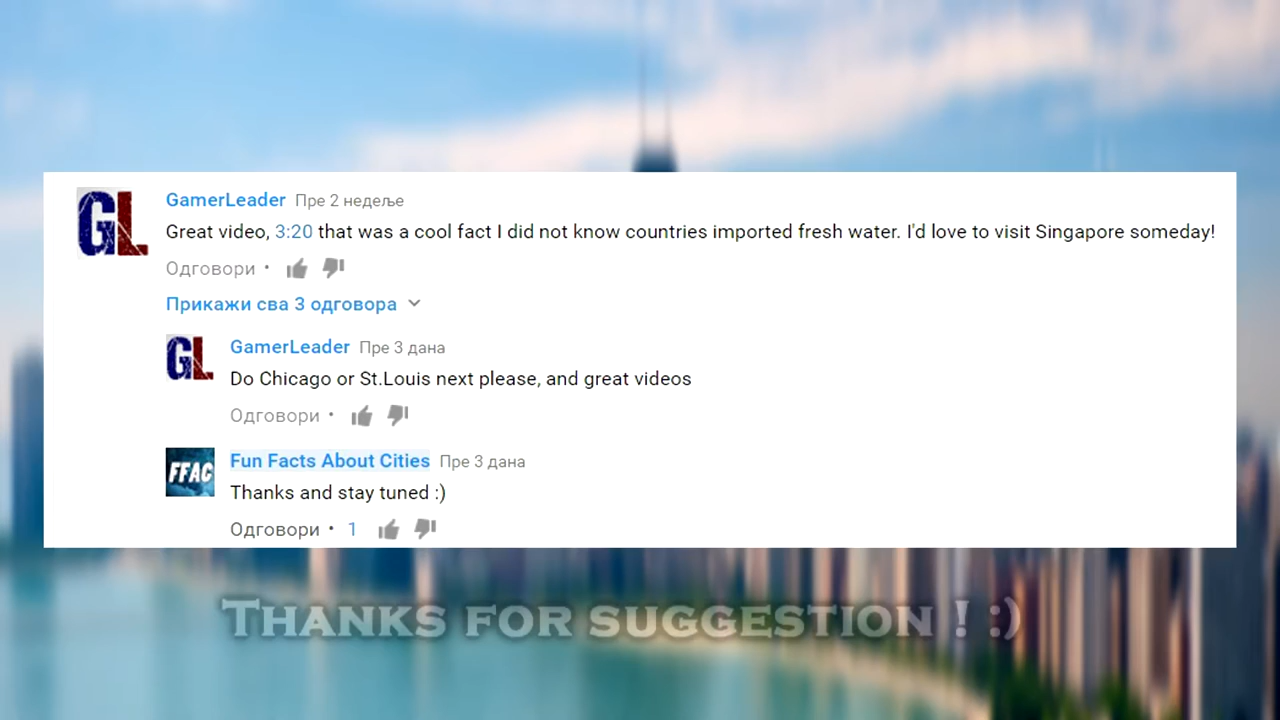 GL
GamerLeader Пре 2 недеље
Great video, 3:20 that was a cool fact I did not know countries imported fresh water. I'd love to visit Singapore someday!
Одговори •
Прикажи сва 3 одговора
GL
GamerLeader Пре 3 дана
Do Chicago or St.Louis next please, and great videos
Одговори •
FFAC
Fun Facts About Cities Пре 3 дана
Thanks and stay tuned :)
Одговори • 1
THANKS FOR SUGGESTION ! :)